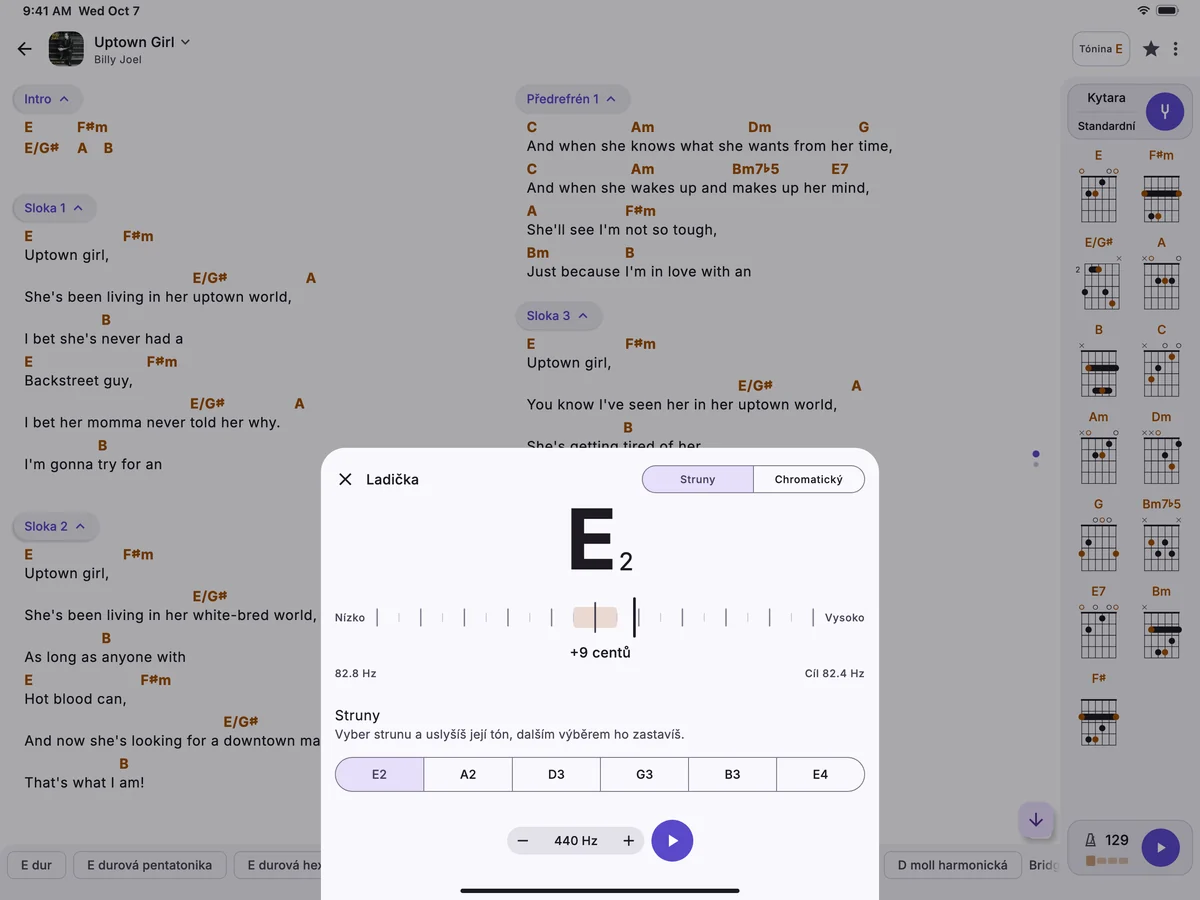 9:41 AM Wed Oct 7
Uptown Girl
Billy Joel
Tónina E
Intro
E F#m
E/G# A B
Sloka 1
E F#m
Uptown girl,
E/G# A
She's been living in her uptown world,
B
I bet she's never had a
E F#m
Backstreet guy,
E/G# A
I bet her momma never told her why.
B
I'm gonna try for an
Sloka 2
E F#m
Uptown girl,
E/G#
She's been living in her white-bred world,
B
As long as anyone with
E F#m
Hot blood can,
E/G#
And now she's looking for a downtown ma
B
That's what I am!
Předrefrén 1
C Am Dm G
And when she knows what she wants from her time,
C Am Bm7♭5 E7
And when she wakes up and makes up her mind,
A F#m
She'll see I'm not so tough,
Bm B
Just because I'm in love with an
Sloka 3
E F#m
Uptown girl,
E/G# A
You know I've seen her in her uptown world,
B
She's getting tired of her
Kytara
Standardní
E F#m
E/G# A
2
B C
Am Dm
G Bm7♭5
E7 Bm
F#
129
Ladička
Struny Chromatický
E2
Nízko Vysoko
+9 centů
82.8 Hz Cíl 82.4 Hz
Struny
Vyber strunu a uslyšíš její tón, dalším výběrem ho zastavíš.
E2 A2 D3 G3 B3 E4
− 440 Hz +
E dur E durová pentatonika E durová hex D moll harmonická Bridg